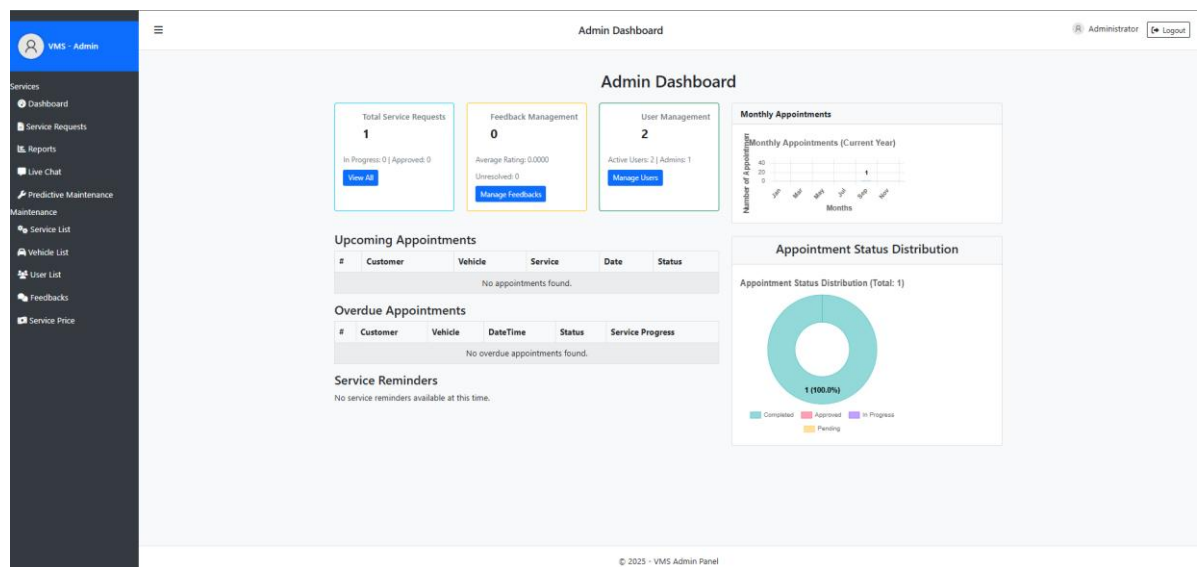 VMS - Admin
Admin Dashboard
Administrator
Logout
Services
Dashboard
Service Requests
Reports
Live Chat
Predictive Maintenance
Maintenance
Service List
Vehicle List
User List
Feedbacks
Service Price
Admin Dashboard
Total Service Requests
1
In Progress: 0 | Approved: 0
View All
Feedback Management
0
Average Rating: 0.0000
Unresolved: 0
Manage Feedbacks
User Management
2
Active Users: 2 | Admins: 1
Manage Users
Monthly Appointments
Monthly Appointments (Current Year)
Number of Appointmen
40
20
0
1
Jan Mar May Jul Sep Nov
Months
Upcoming Appointments
# Customer Vehicle Service Date Status
No appointments found.
Overdue Appointments
# Customer Vehicle DateTime Status Service Progress
No overdue appointments found.
Service Reminders
No service reminders available at this time.
Appointment Status Distribution
Appointment Status Distribution (Total: 1)
1 (100.0%)
Completed Approved In Progress
Pending
© 2025 - VMS Admin Panel